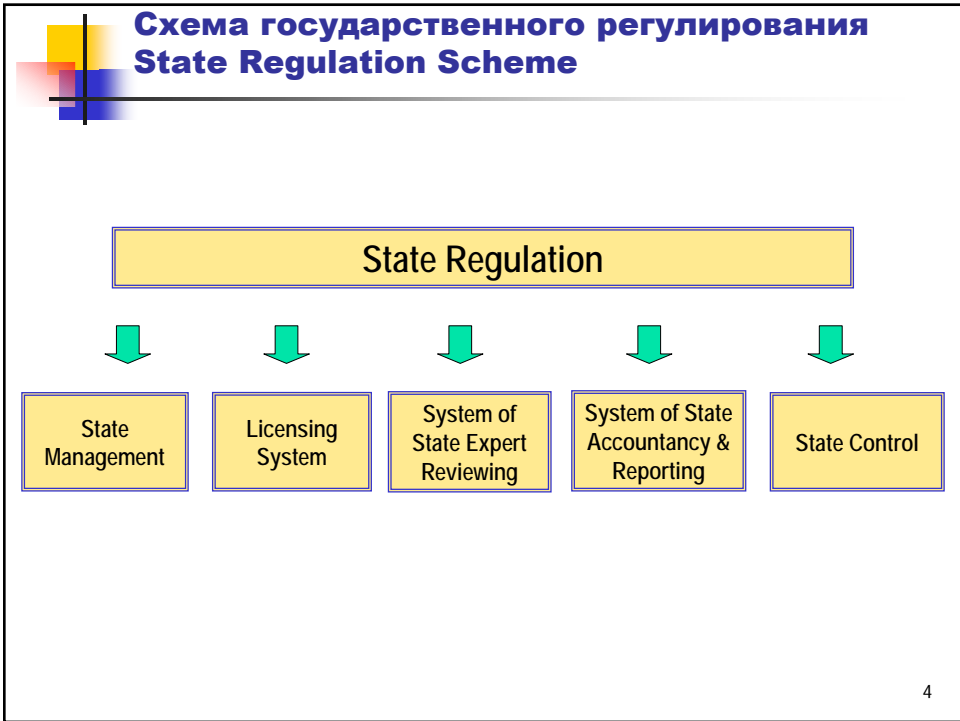 Схема государственного регулирования
State Regulation Scheme
State Regulation
State
Management
Licensing
System
System of
State Expert
Reviewing
System of State
Accountancy &
Reporting
State Control
4